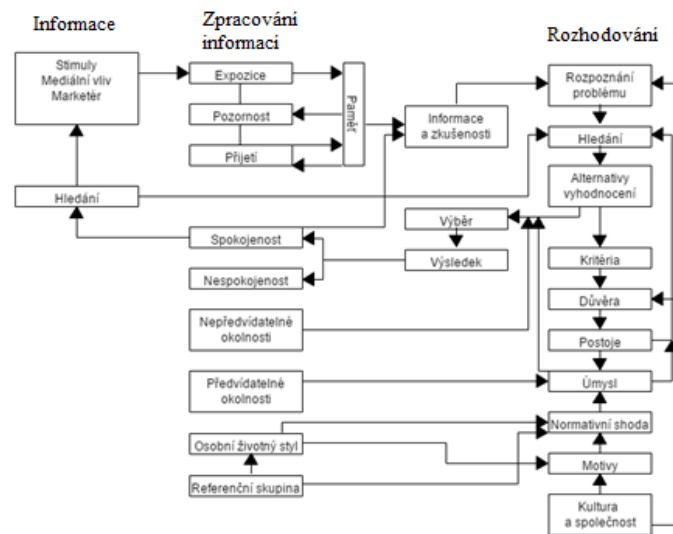 Informace
Zpracování
informací
Rozhodování
Stimuly
Mediální vliv
Marketér
Expozice
Pozornost
Přijetí
Paměť
Informace
a zkušenosti
Rozpoznání
problému
Hledání
Alternativy
vyhodnocení
Hledání
Výběr
Spokojenost
Výsledek
Kritéria
Nespokojenost
Důvěra
Nepředvídatelné
okolnosti
Postoje
Předvídatelné
okolnosti
Úmysl
Normativní shoda
Osobní životný styl
Motivy
Referenční skupina
Kultura
a společnost